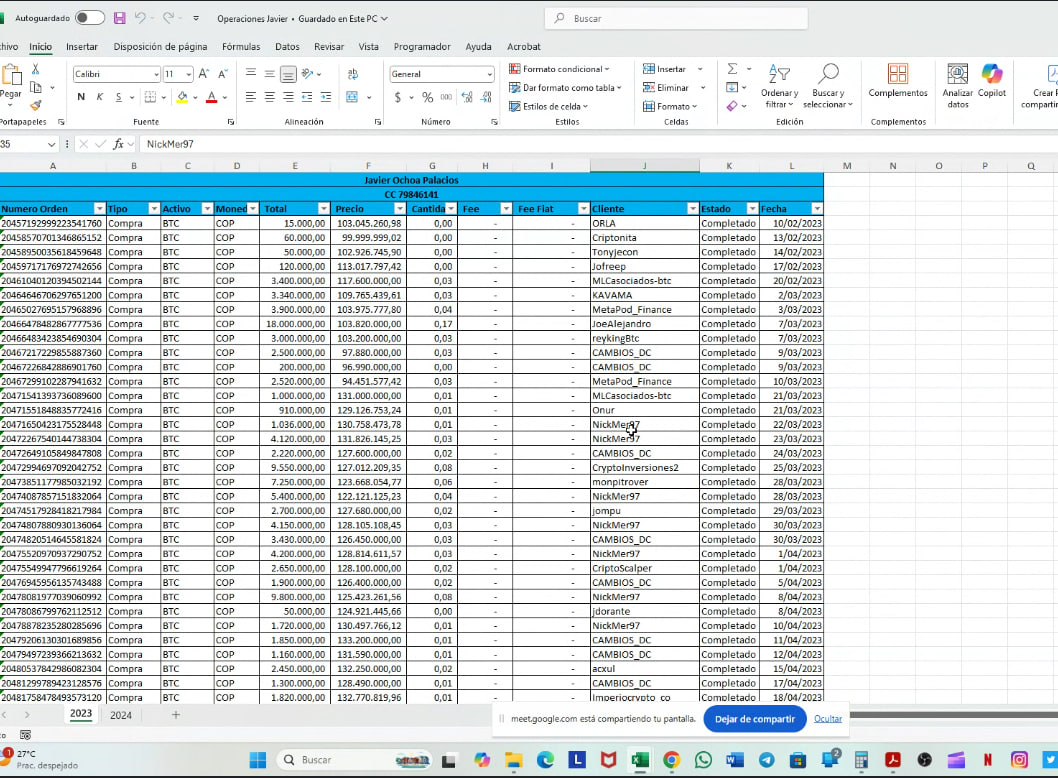 Autoguardado Operaciones Javier • Guardado en Este PC Buscar
Inicio Insertar Disposición de página Fórmulas Datos Revisar Vista Programador Ayuda Acrobat
Calibri 11 General
Pegar N K S
Formato condicional Dar formato como tabla Estilos de celda
Insertar Eliminar Formato
Ordenar y filtrar Buscar y seleccionar Complementos Analizar datos Copilot
Portapapeles Fuente Alineación Número Estilos Celdas Edición Complementos
35 fx NickMer97
A B C D E F G H I J K L M N O P Q
Javier Ochoa Palacios
CC 79846141
Numero Orden Tipo Activo Moned Total Precio Cantida Fee Fee Fiat Cliente Estado Fecha
20457192999223541760 Compra BTC COP 15.000,00 103.045.260,98 0,00 - - ORLA Completado 10/02/2023
20458570701346865152 Compra BTC COP 60.000,00 99.999.999,02 0,00 - - Criptonita Completado 13/02/2023
20458950035618459648 Compra BTC COP 50.000,00 102.926.745,90 0,00 - - Tonyjecon Completado 14/02/2023
20459717176972742656 Compra BTC COP 120.000,00 113.017.797,42 0,00 - - Jofreep Completado 17/02/2023
20461040120394502144 Compra BTC COP 3.400.000,00 117.600.000,00 0,03 - - MLCasociados-btc Completado 20/02/2023
20464646706297651200 Compra BTC COP 3.340.000,00 109.765.439,61 0,03 - - KAVAMA Completado 2/03/2023
20465027695157968896 Compra BTC COP 3.900.000,00 103.975.777,80 0,04 - - MetaPod_Finance Completado 3/03/2023
20466478482867777536 Compra BTC COP 18.000.000,00 103.820.000,00 0,17 - - JoeAlejandro Completado 7/03/2023
20466483423854690304 Compra BTC COP 3.000.000,00 103.200.000,00 0,03 - - reykingBtc Completado 7/03/2023
20467217229855887360 Compra BTC COP 2.500.000,00 97.880.000,00 0,03 - - CAMBIOS_DC Completado 9/03/2023
20467226842886901760 Compra BTC COP 200.000,00 96.990.000,00 0,00 - - CAMBIOS_DC Completado 9/03/2023
20467299102287941632 Compra BTC COP 2.520.000,00 94.451.577,42 0,03 - - MetaPod_Finance Completado 10/03/2023
20471541393736089600 Compra BTC COP 1.000.000,00 131.000.000,00 0,01 - - MLCasociados-btc Completado 21/03/2023
20471551848835772416 Compra BTC COP 910.000,00 129.126.753,24 0,01 - - Onur Completado 21/03/2023
20471650423175528448 Compra BTC COP 1.036.000,00 130.758.473,78 0,01 - - NickMer97 Completado 22/03/2023
20472267540144738304 Compra BTC COP 4.120.000,00 131.826.145,25 0,03 - - NickMer97 Completado 23/03/2023
20472649105849847808 Compra BTC COP 2.220.000,00 127.600.000,00 0,02 - - CAMBIOS_DC Completado 24/03/2023
20472994697092042752 Compra BTC COP 9.550.000,00 127.012.209,35 0,08 - - CryptoInversiones2 Completado 25/03/2023
20473851177985032192 Compra BTC COP 7.250.000,00 123.668.054,77 0,06 - - monpitrover Completado 28/03/2023
20474087857151832064 Compra BTC COP 5.400.000,00 122.121.125,23 0,04 - - NickMer97 Completado 28/03/2023
20474517928418217984 Compra BTC COP 2.700.000,00 127.680.000,00 0,02 - - jompu Completado 29/03/2023
20474807880930136064 Compra BTC COP 4.150.000,00 128.105.108,45 0,03 - - NickMer97 Completado 30/03/2023
20474820514645581824 Compra BTC COP 3.430.000,00 126.450.000,00 0,03 - - CAMBIOS_DC Completado 30/03/2023
20475520970937290752 Compra BTC COP 4.200.000,00 128.814.611,57 0,03 - - NickMer97 Completado 1/04/2023
20475549947796619264 Compra BTC COP 2.650.000,00 128.100.000,00 0,02 - - CriptoScalper Completado 1/04/2023
20476945956135743488 Compra BTC COP 1.900.000,00 126.400.000,00 0,02 - - CAMBIOS_DC Completado 5/04/2023
20478081977039060992 Compra BTC COP 9.800.000,00 125.423.261,56 0,08 - - NickMer97 Completado 8/04/2023
20478086799762112512 Compra BTC COP 50.000,00 124.921.445,66 0,00 - - jdorante Completado 8/04/2023
20478878235280285696 Compra BTC COP 1.720.000,00 130.497.766,12 0,01 - - NickMer97 Completado 10/04/2023
20479206130301689856 Compra BTC COP 1.850.000,00 133.200.000,00 0,01 - - CAMBIOS_DC Completado 11/04/2023
20479497239366213632 Compra BTC COP 1.160.000,00 131.590.000,00 0,01 - - CAMBIOS_DC Completado 12/04/2023
20480537842986082304 Compra BTC COP 2.450.000,00 132.250.000,00 0,02 - - acxul Completado 15/04/2023
20481299789423128576 Compra BTC COP 1.300.000,00 128.490.000,00 0,01 - - CAMBIOS_DC Completado 17/04/2023
20481758478493573120 Compra BTC COP 1.820.000,00 132.770.819,96 0,01 - - Imperiocrypto_co Completado 18/04/2023
2023 2024
meet.google.com está compartiendo tu pantalla. Dejar de compartir Ocultar
27°C
Prac. despejado
Buscar